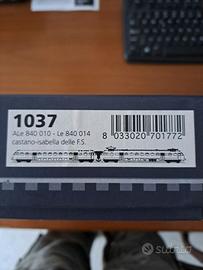 1037
ALe 840 010 - Le 840 014
castano-isabella delle F.S.
8 033020 701772
subito